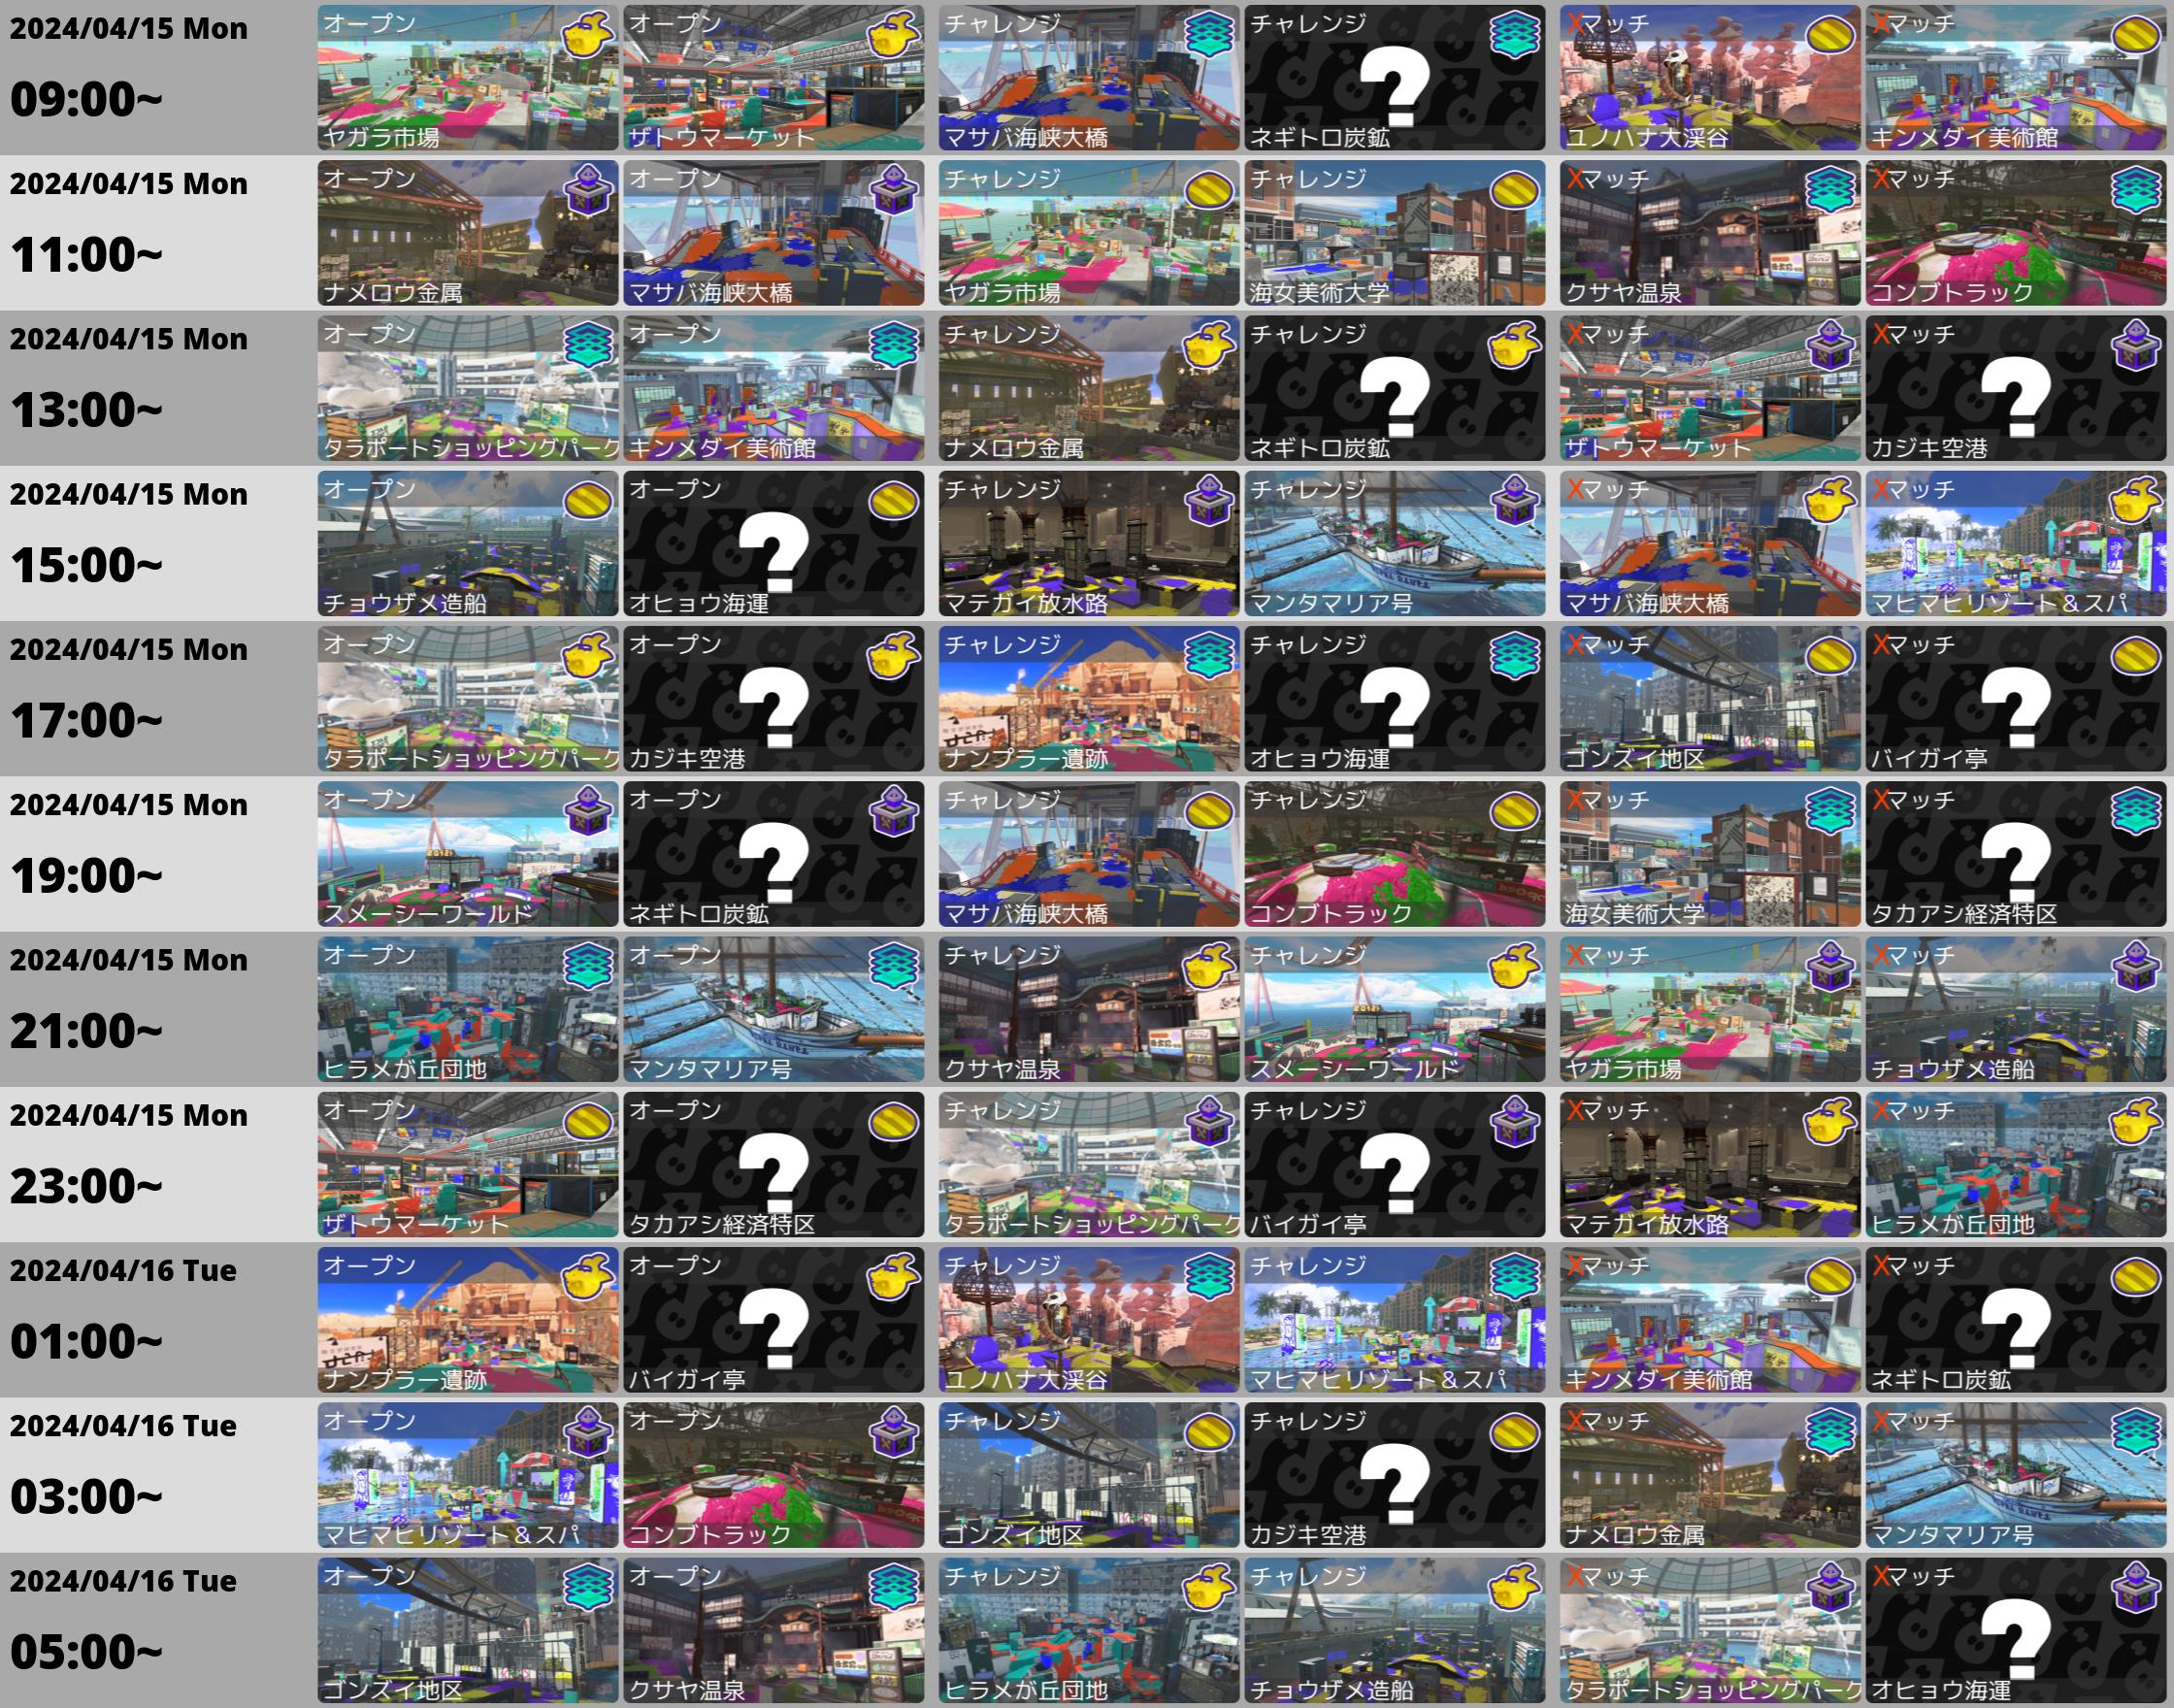 2024/04/15 Mon
09:00~
オープン
ヤガラ市場
オープン
ザトウマーケット
チャレンジ
マサバ海峡大橋
チャレンジ
?
ネギトロ炭鉱
Xマッチ
ユノハナ大渓谷
Xマッチ
キンメダイ美術館
2024/04/15 Mon
11:00~
オープン
ナメロウ金属
オープン
マサバ海峡大橋
チャレンジ
ヤガラ市場
チャレンジ
海女美術大学
Xマッチ
クサヤ温泉
Xマッチ
コンブトラック
2024/04/15 Mon
13:00~
オープン
タラポートショッピングパーク
オープン
キンメダイ美術館
チャレンジ
ナメロウ金属
チャレンジ
?
ネギトロ炭鉱
Xマッチ
ザトウマーケット
Xマッチ
?
カジキ空港
2024/04/15 Mon
15:00~
オープン
チョウザメ造船
オープン
?
オヒョウ海運
チャレンジ
マテガイ放水路
チャレンジ
マンタマリア号
Xマッチ
マサバ海峡大橋
Xマッチ
マヒマヒリゾート＆スパ
2024/04/15 Mon
17:00~
オープン
タラポートショッピングパーク
オープン
?
カジキ空港
チャレンジ
ナンプラー遺跡
チャレンジ
?
オヒョウ海運
Xマッチ
ゴンズイ地区
Xマッチ
?
バイガイ亭
2024/04/15 Mon
19:00~
オープン
スメーシーワールド
オープン
?
ネギトロ炭鉱
チャレンジ
マサバ海峡大橋
チャレンジ
コンブトラック
Xマッチ
海女美術大学
Xマッチ
?
タカアシ経済特区
2024/04/15 Mon
21:00~
オープン
ヒラメが丘団地
オープン
マンタマリア号
チャレンジ
クサヤ温泉
チャレンジ
スメーシーワールド
Xマッチ
ヤガラ市場
Xマッチ
チョウザメ造船
2024/04/15 Mon
23:00~
オープン
ザトウマーケット
オープン
?
タカアシ経済特区
チャレンジ
タラポートショッピングパーク
チャレンジ
?
バイガイ亭
Xマッチ
マテガイ放水路
Xマッチ
ヒラメが丘団地
2024/04/16 Tue
01:00~
オープン
ナンプラー遺跡
オープン
?
バイガイ亭
チャレンジ
ユノハナ大渓谷
チャレンジ
マヒマヒリゾート＆スパ
Xマッチ
キンメダイ美術館
Xマッチ
?
ネギトロ炭鉱
2024/04/16 Tue
03:00~
オープン
マヒマヒリゾート＆スパ
オープン
コンブトラック
チャレンジ
ゴンズイ地区
チャレンジ
?
カジキ空港
Xマッチ
ナメロウ金属
Xマッチ
マンタマリア号
2024/04/16 Tue
05:00~
オープン
ゴンズイ地区
オープン
クサヤ温泉
チャレンジ
ヒラメが丘団地
チャレンジ
チョウザメ造船
Xマッチ
タラポートショッピングパーク
Xマッチ
?
オヒョウ海運